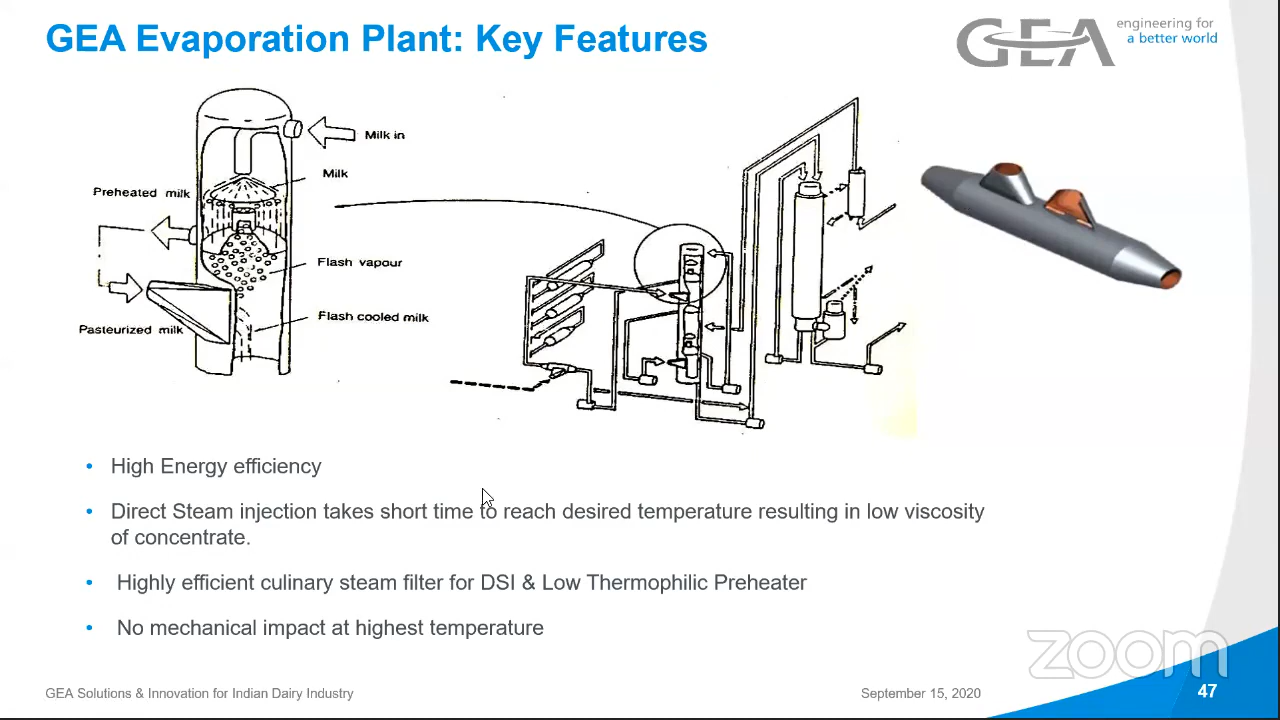 GEA Evaporation Plant: Key Features
GEA
engineering for
a better world
Milk in
Milk
Preheated milk
Flash vapour
Flash cooled milk
Pasteurized milk
• High Energy efficiency
• Direct Steam injection takes short time to reach desired temperature resulting in low viscosity
of concentrate.
• Highly efficient culinary steam filter for DSI & Low Thermophilic Preheater
• No mechanical impact at highest temperature
zoom
GEA Solutions & Innovation for Indian Dairy Industry
September 15, 2020
47